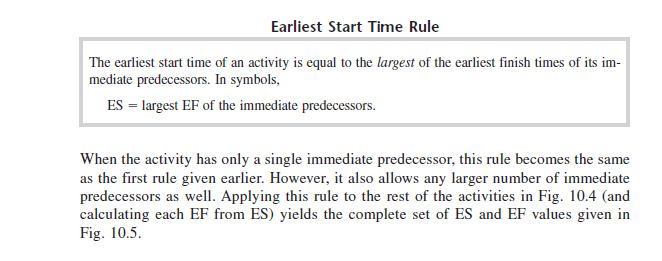 Earliest Start Time Rule
The earliest start time of an activity is equal to the largest of the earliest finish times of its im-
mediate predecessors. In symbols,
ES = largest EF of the immediate predecessors.
When the activity has only a single immediate predecessor, this rule becomes the same
as the first rule given earlier. However, it also allows any larger number of immediate
predecessors as well. Applying this rule to the rest of the activities in Fig. 10.4 (and
calculating each EF from ES) yields the complete set of ES and EF values given in
Fig. 10.5.